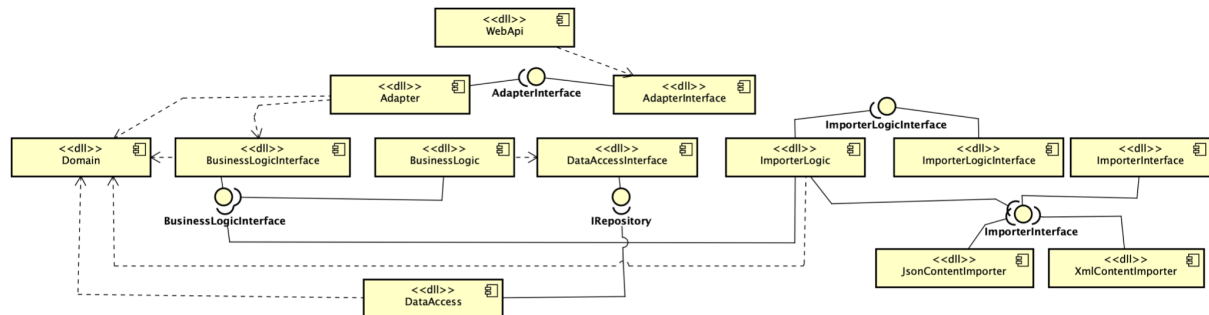 <<dll>>
WebApi
<<dll>>
Adapter
AdapterInterface
<<dll>>
AdapterInterface
ImporterLogicInterface
<<dll>>
Domain
<<dll>>
BusinessLogicInterface
<<dll>>
BusinessLogic
<<dll>>
DataAccessInterface
<<dll>>
ImporterLogic
<<dll>>
ImporterLogicInterface
<<dll>>
ImporterInterface
BusinessLogicInterface
IRepository
ImporterInterface
<<dll>>
JsonContentImporter
<<dll>>
XmlContentImporter
<<dll>>
DataAccess